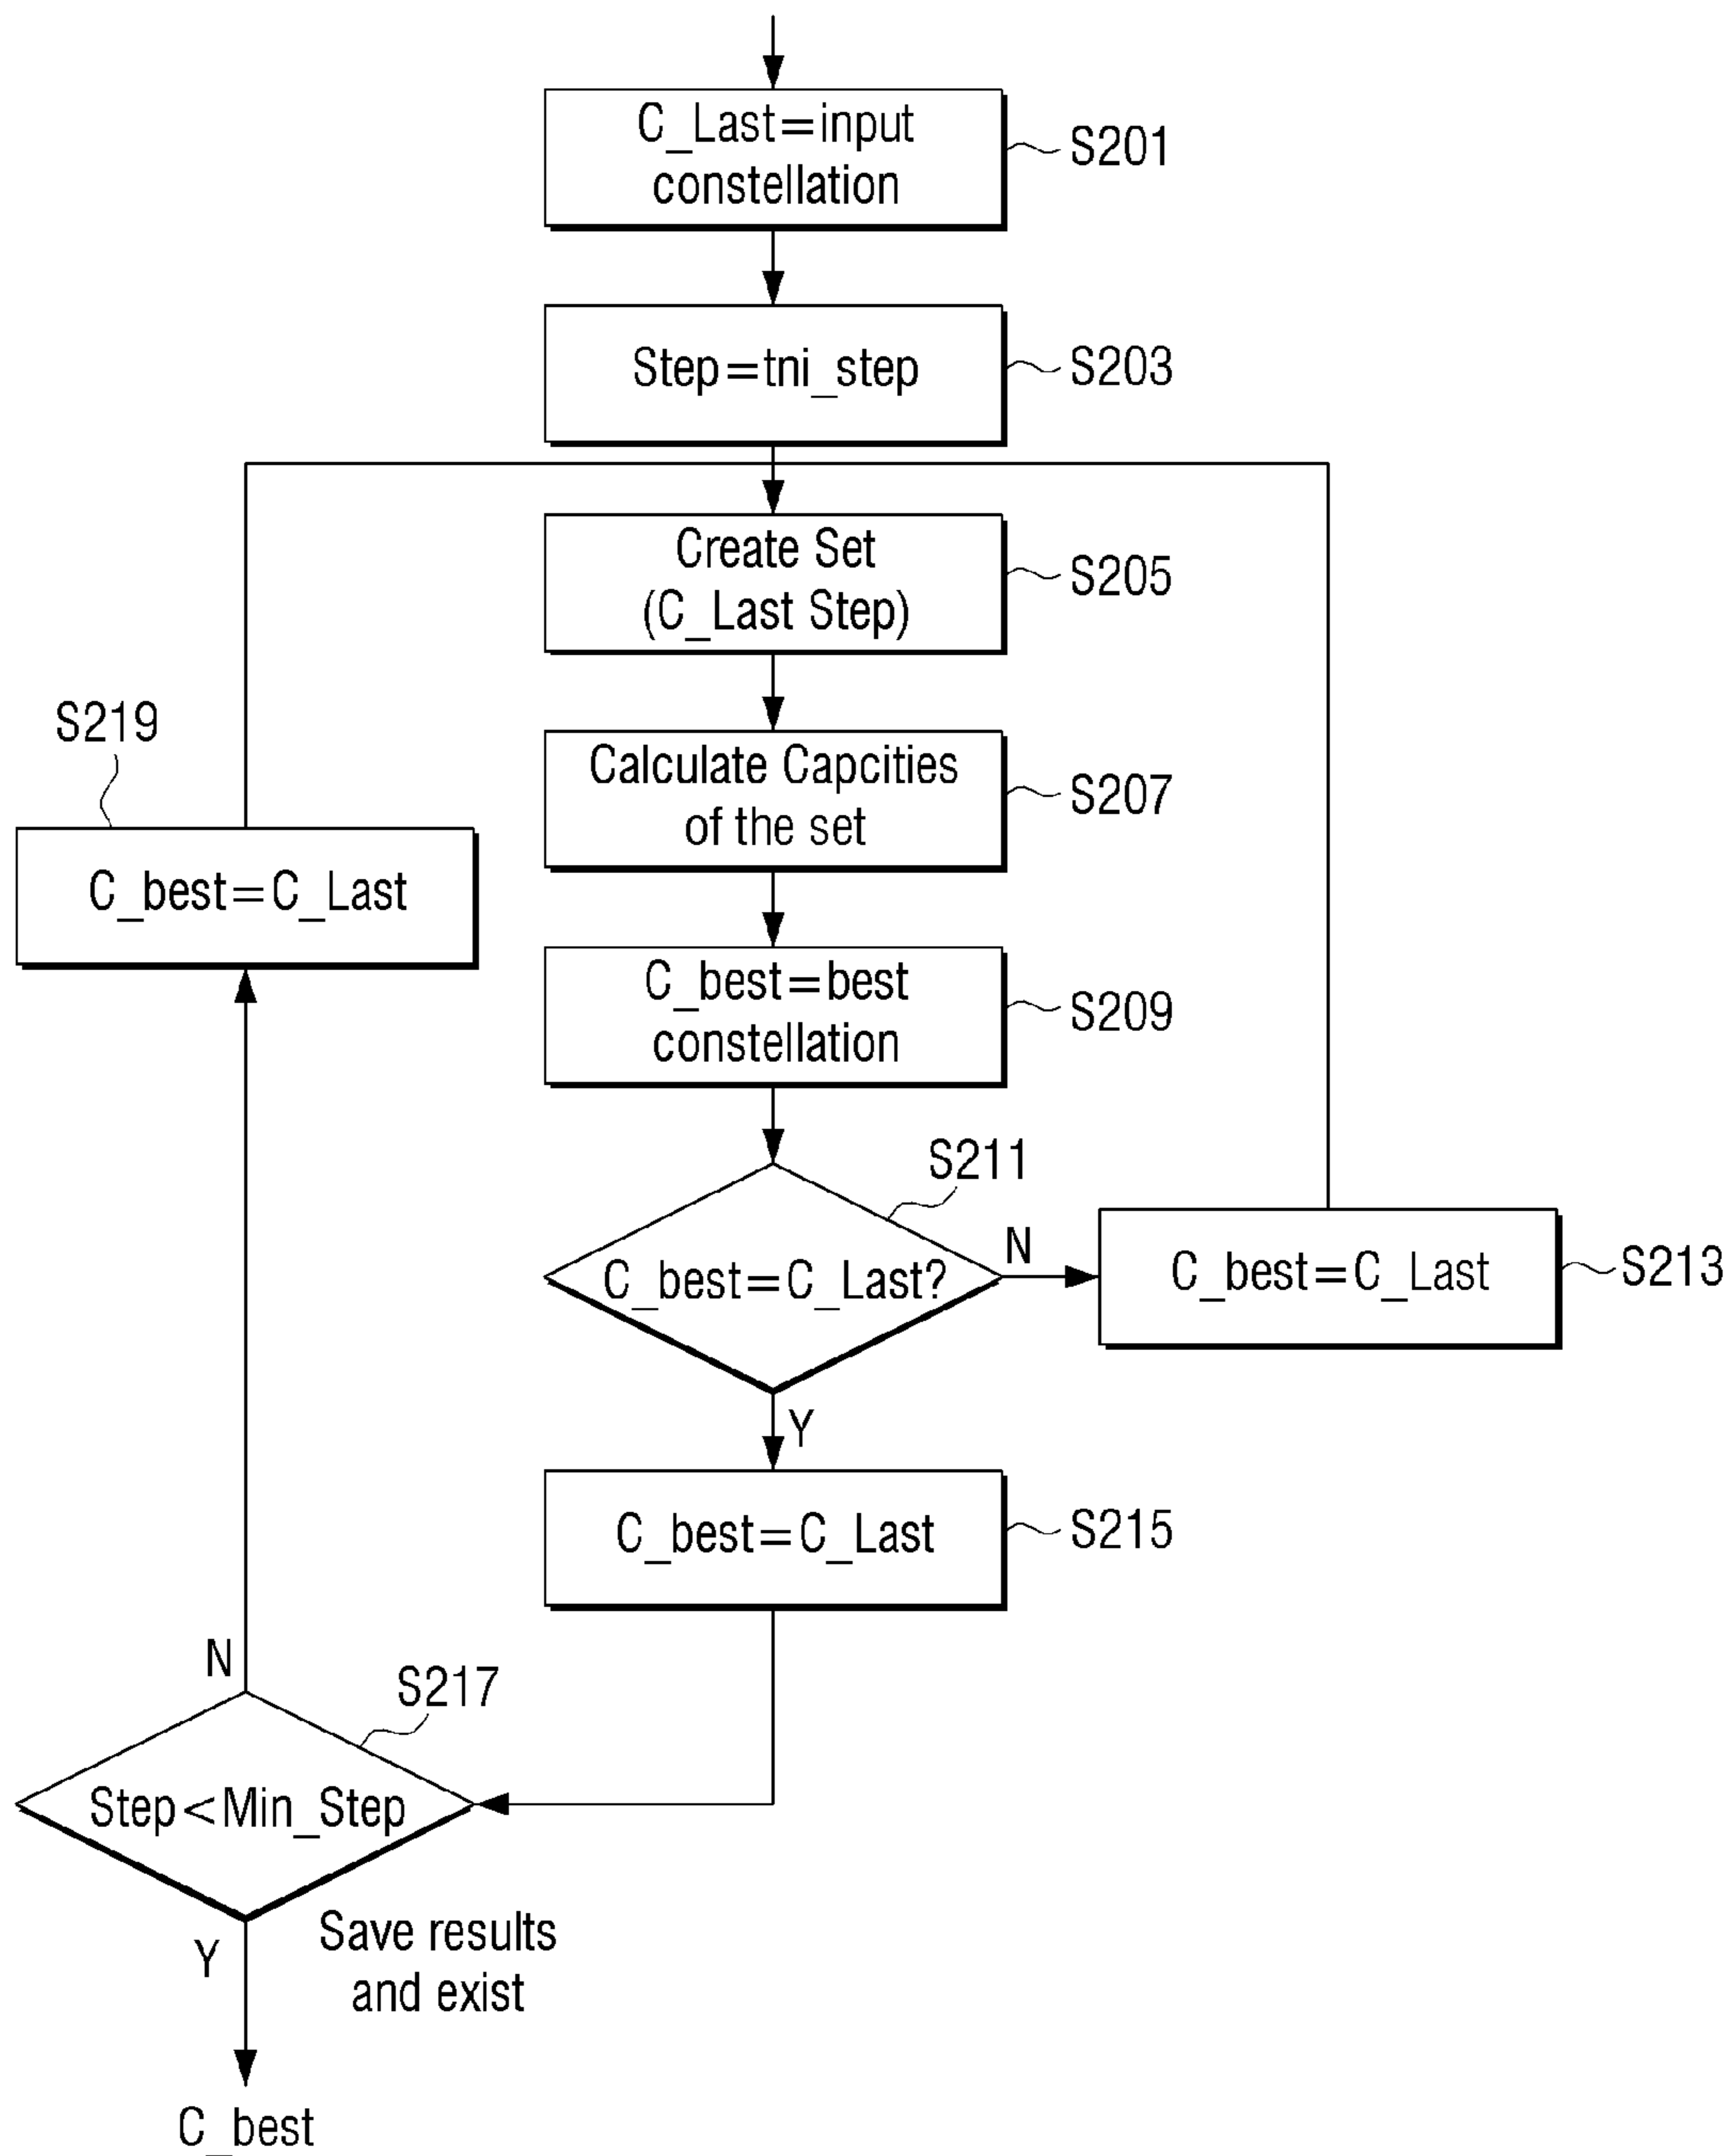 C_Last=input
constellation
S201
Step=tni_step
S203
Create Set
(C_Last Step)
S205
S219
Calculate Capcities
of the set
S207
C_best=C_Last
C_best=best
constellation
S209
S211
C_best=C_Last?
N
C_best=C_Last
S213
Y
C_best=C_Last
S215
N
S217
Step<Min_Step
Y
Save results
and exist
C_best